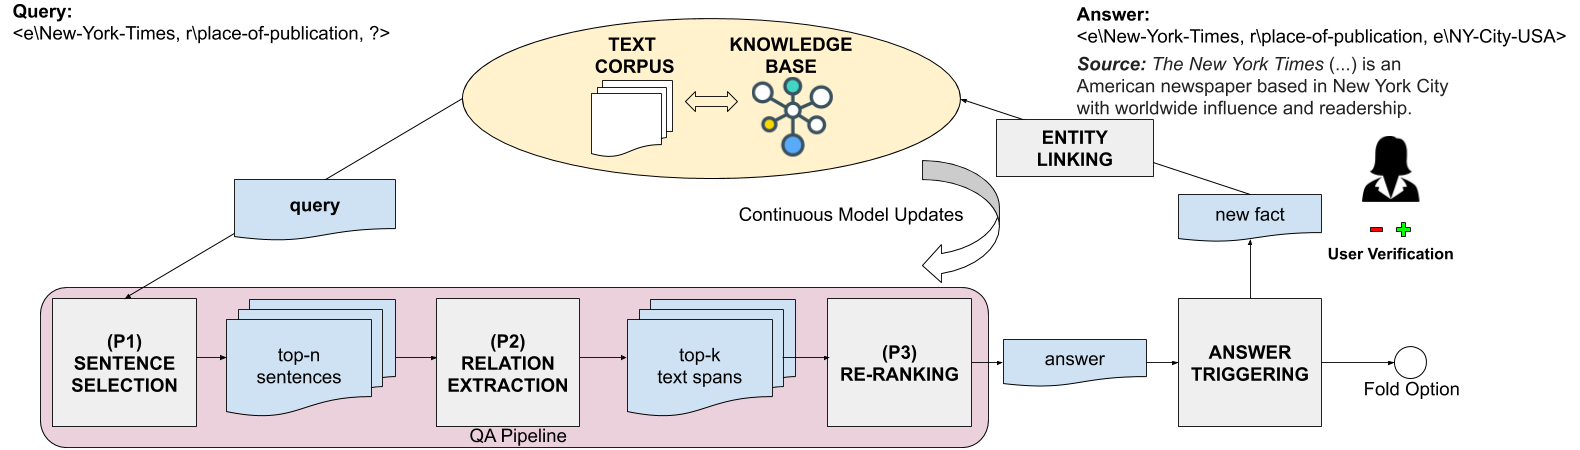 Query:
<e\New-York-Times, r\place-of-publication, ?>
Answer:
<e\New-York-Times, r\place-of-publication, e\NY-City-USA>
Source: The New York Times (...) is an
American newspaper based in New York City
with worldwide influence and readership.
TEXT
CORPUS
KNOWLEDGE
BASE
ENTITY
LINKING
query
Continuous Model Updates
new fact
User Verification
(P1)
SENTENCE
SELECTION
top-n
sentences
(P2)
RELATION
EXTRACTION
top-k
text spans
(P3)
RE-RANKING
QA Pipeline
answer
ANSWER
TRIGGERING
Fold Option